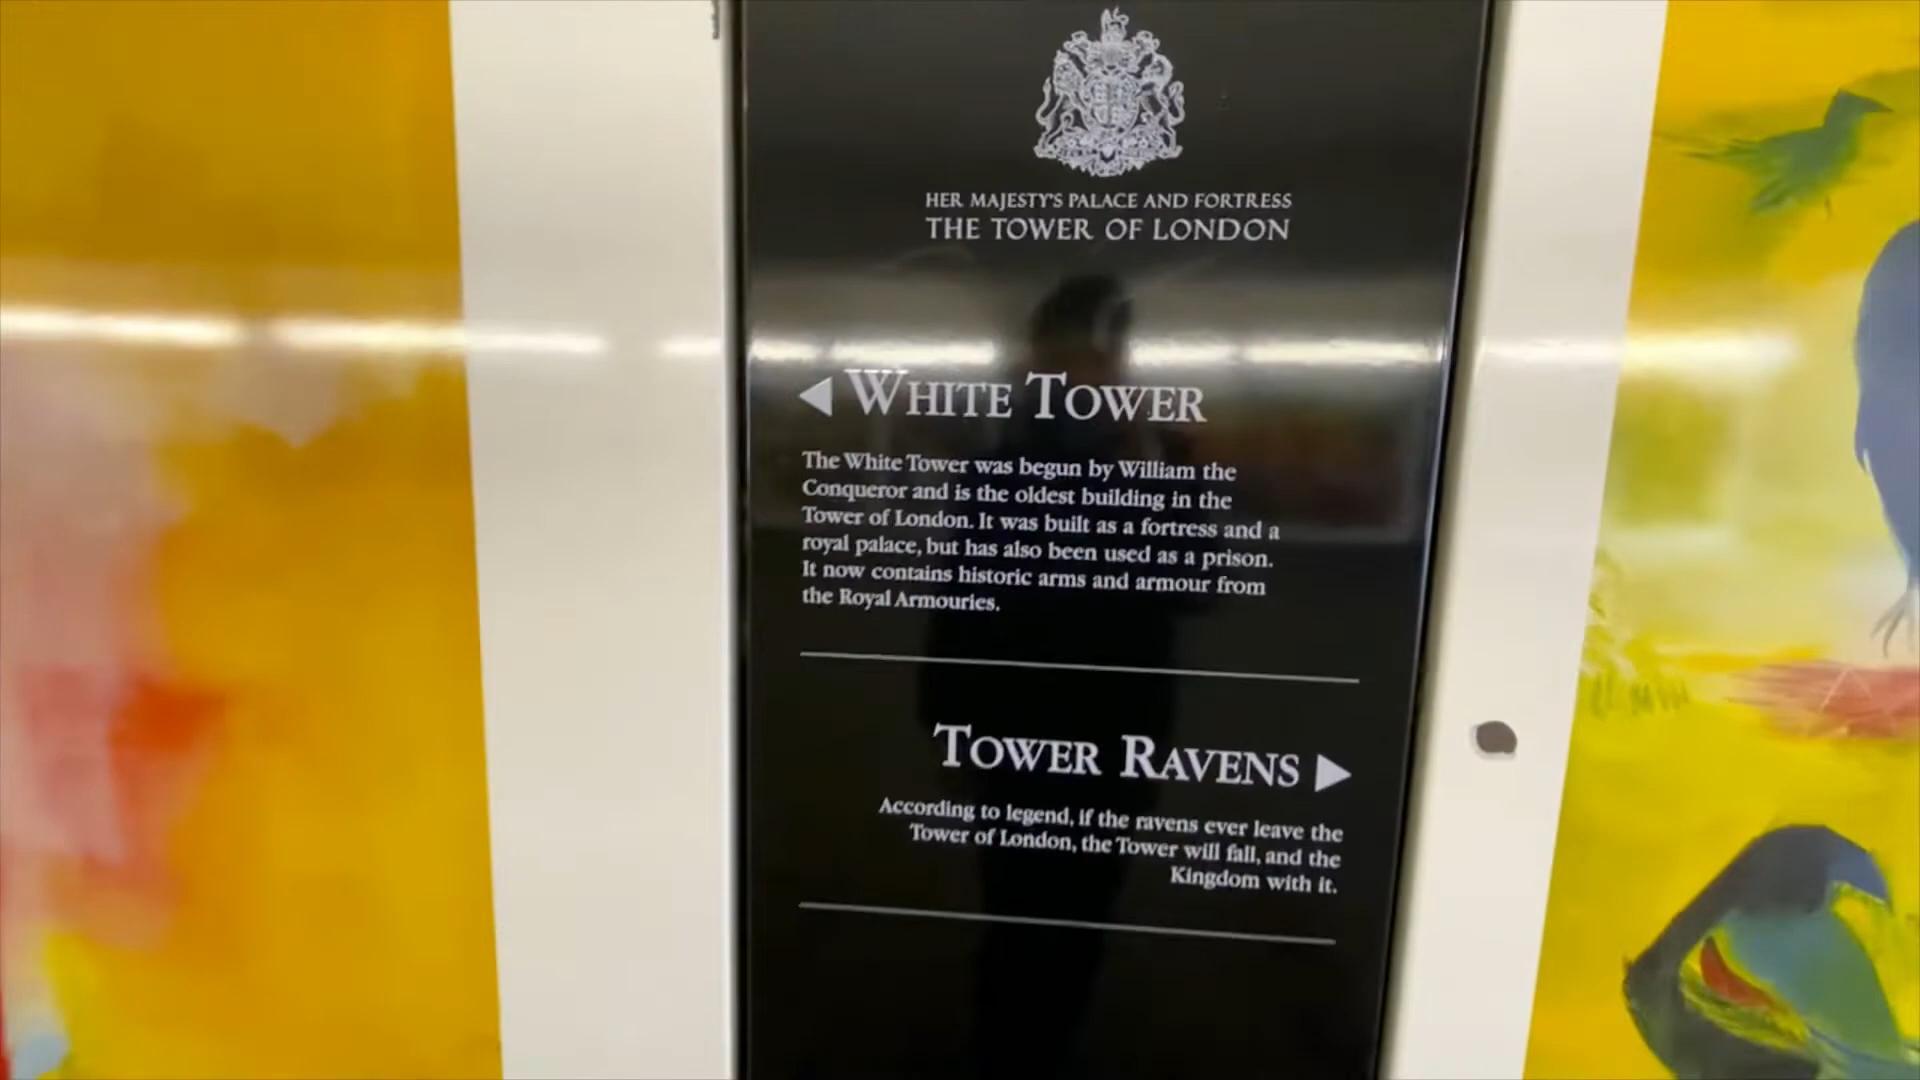 HER MAJESTY'S PALACE AND FORTRESS
THE TOWER OF LONDON
WHITE TOWER
The White Tower was begun by William the
Conqueror and is the oldest building in the
Tower of London. It was built as a fortress and a
royal palace, but has also been used as a prison.
It now contains historic arms and armour from
the Royal Armouries.
TOWER RAVENS
According to legend, if the ravens ever leave the
Tower of London, the Tower will fall, and the
Kingdom with it.